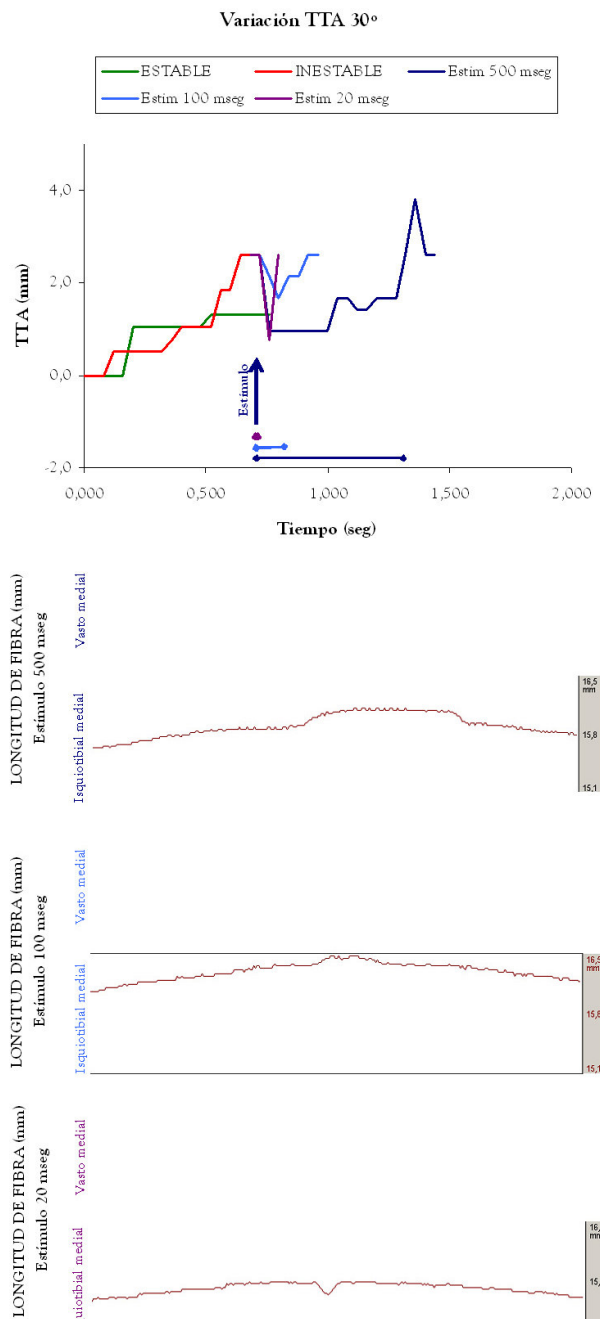 Variación TTA 30º
ESTABLE INESTABLE Estim 500 mseg
Estim 100 mseg Estim 20 mseg
4,0
2,0
0,0
-2,0
TTA (mm)
Estímulo
0,000 0,500 1,000 1,500 2,000
Tiempo (seg)
LONGITUD DE FIBRA (mm)
Estímulo 500 mseg
Vasto medial
Isquiotibial medial
16,5
mm
15,8
15,1
LONGITUD DE FIBRA (mm)
Estímulo 100 mseg
Vasto medial
Isquiotibial medial
16,5
mm
15,8
15,1
LONGITUD DE FIBRA (mm)
Estímulo 20 mseg
Vasto medial
quiotibial medial
16,
mm
15,